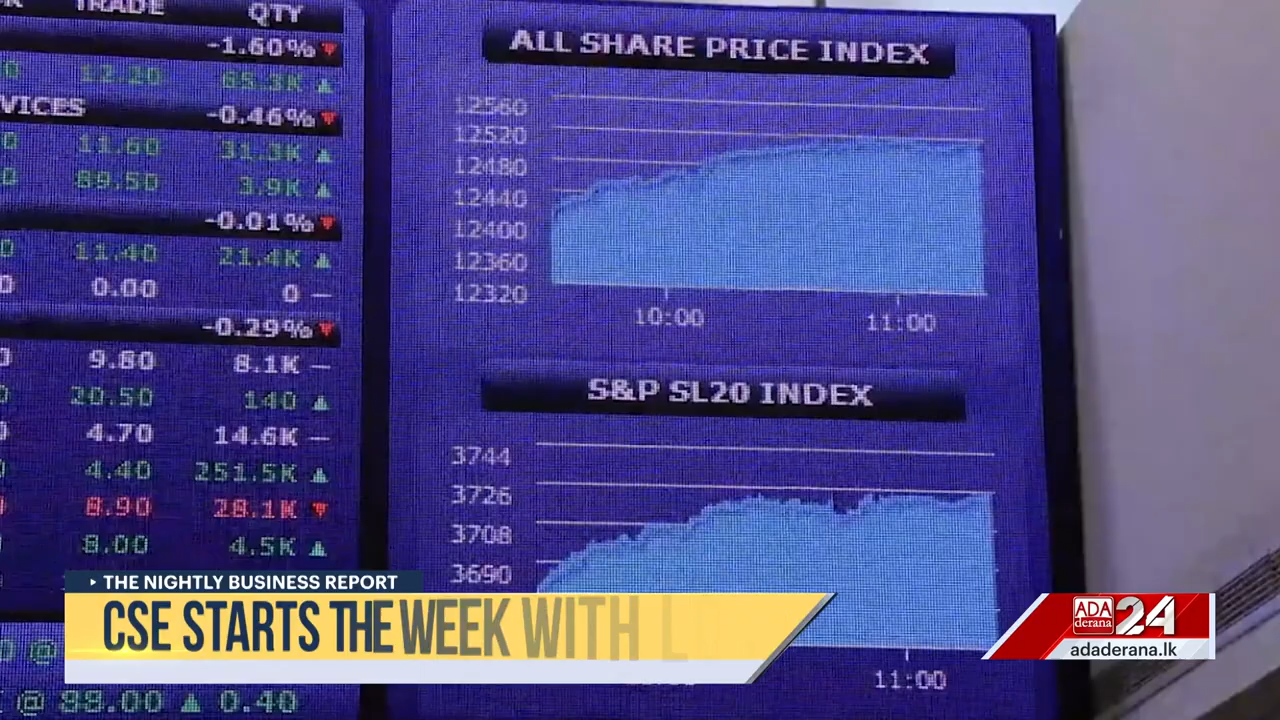 TRADE QTY
-1.60% ▼
12.20 65.3K ▲
VICES -0.46% ▼
11.60 31.3K ▲
89.50 3.9K ▲
-0.01% ▼
11.40 21.4K ▲
0.00 0 –
-0.29% ▼
9.80 8.1K –
20.50 140 ▲
4.70 14.6K –
4.40 251.5K ▲
8.90 28.1K ▼
8.00 4.5K ▲
@
@ 88.00 ▲ 0.40
ALL SHARE PRICE INDEX
12560
12520
12480
12440
12400
12360
12320
10:00 11:00
S&P SL20 INDEX
3744
3726
3708
3690
11:00
THE NIGHTLY BUSINESS REPORT
CSE STARTS THE WEEK WITH L
ADA derana 24
adaderana.lk